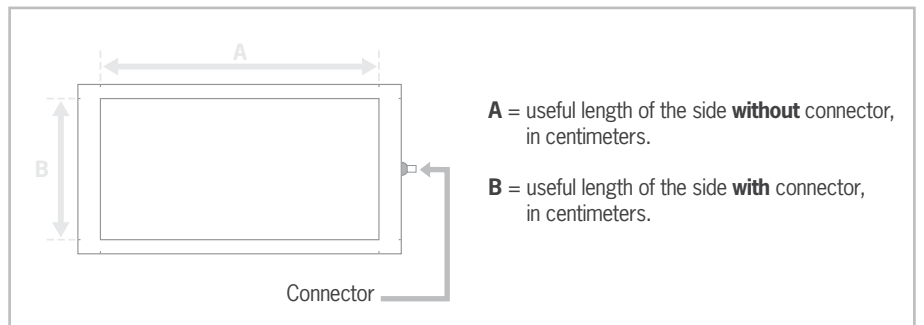 A
B
A = useful length of the side without connector,
in centimeters.
B = useful length of the side with connector,
in centimeters.
Connector